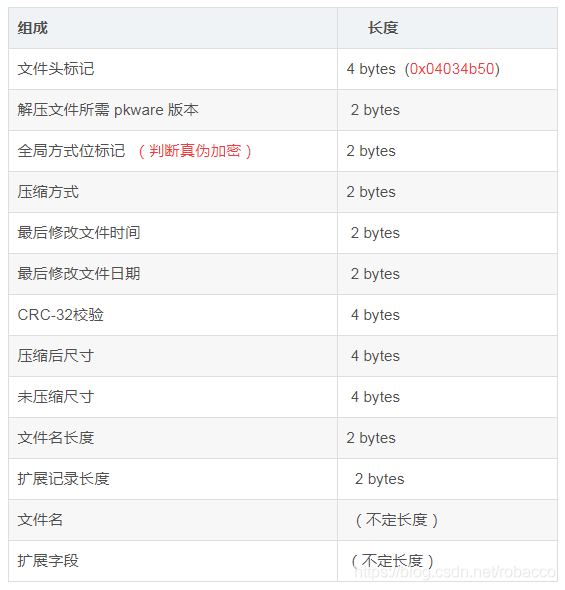 组成 长度
文件头标记 4 bytes (0x04034b50)
解压文件所需 pkware 版本 2 bytes
全局方式位标记 （判断真伪加密） 2 bytes
压缩方式 2 bytes
最后修改文件时间 2 bytes
最后修改文件日期 2 bytes
CRC-32校验 4 bytes
压缩后尺寸 4 bytes
未压缩尺寸 4 bytes
文件名长度 2 bytes
扩展记录长度 2 bytes
文件名 （不定长度）
扩展字段 （不定长度）
https://blog.csdn.net/robacco